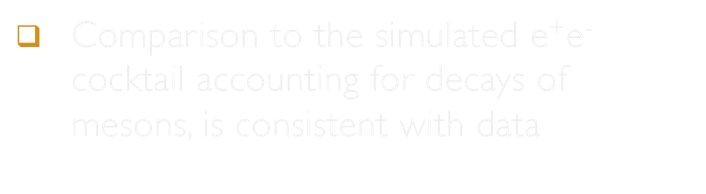 Comparison to the simulated e⁺e⁻
cocktail accounting for decays of
mesons, is consistent with data